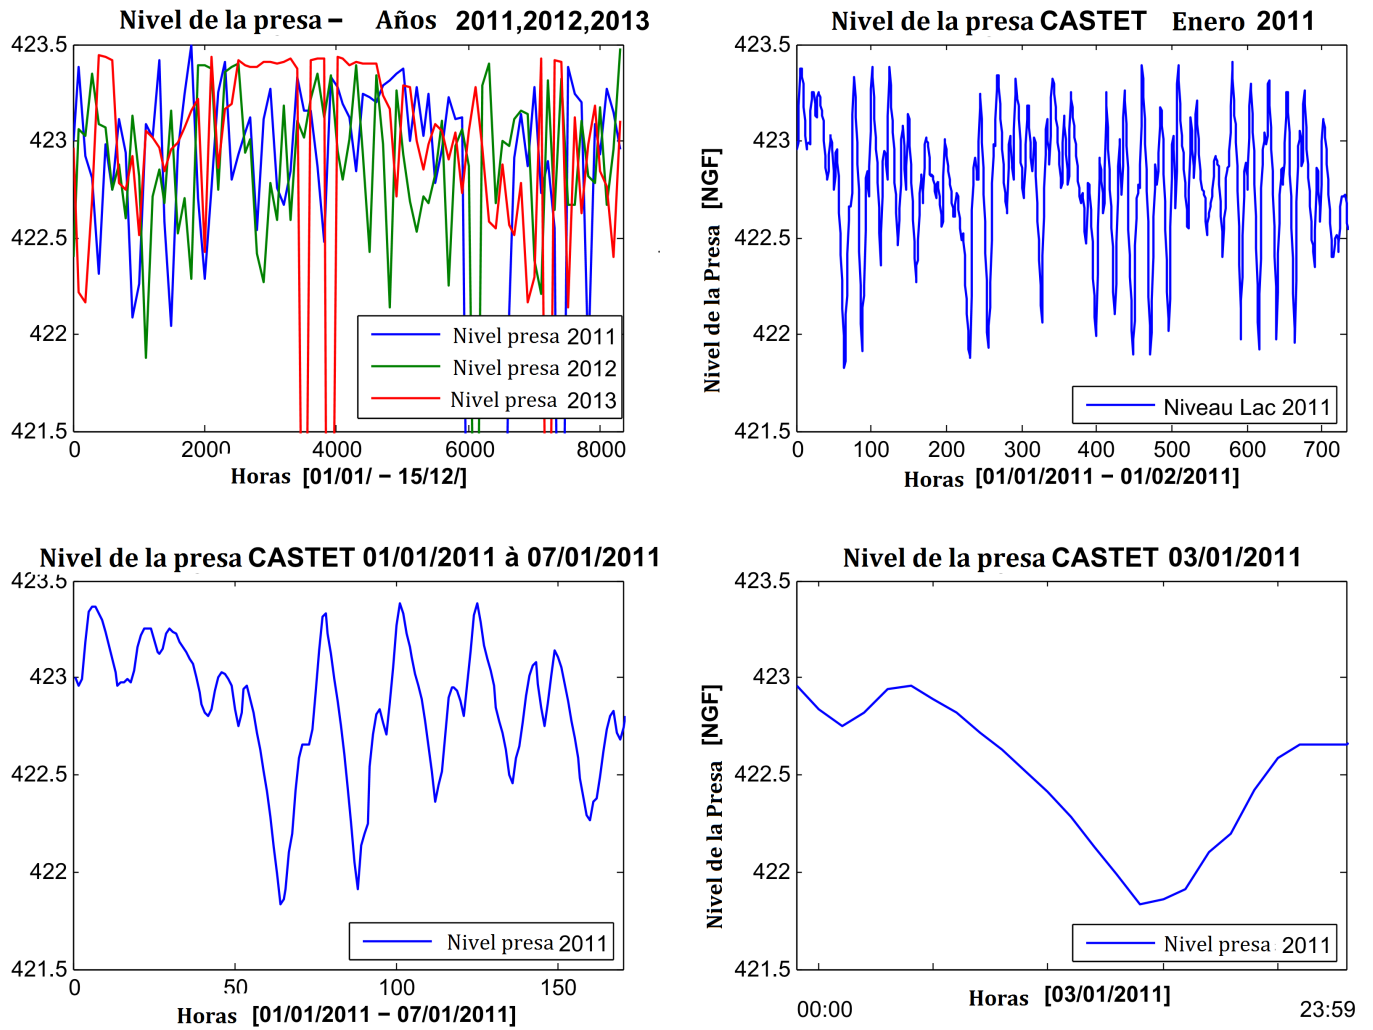 Nivel de la presa – Años 2011,2012,2013
423.5
423
422.5
422
421.5
0 2000 4000 6000 8000
Horas [01/01/ – 15/12/]
Nivel presa 2011
Nivel presa 2012
Nivel presa 2013
Nivel de la presa CASTET Enero 2011
Nivel de la Presa [NGF]
423.5
423
422.5
422
421.5
0 100 200 300 400 500 600 700
Horas [01/01/2011 – 01/02/2011]
Niveau Lac 2011
Nivel de la presa CASTET 01/01/2011 à 07/01/2011
423.5
423
422.5
422
421.5
0 50 100 150
Horas [01/01/2011 – 07/01/2011]
Nivel presa 2011
Nivel de la presa CASTET 03/01/2011
Nivel de la Presa [NGF]
423.5
423
422.5
422
421.5
00:00 23:59
Horas [03/01/2011]
Nivel presa 2011